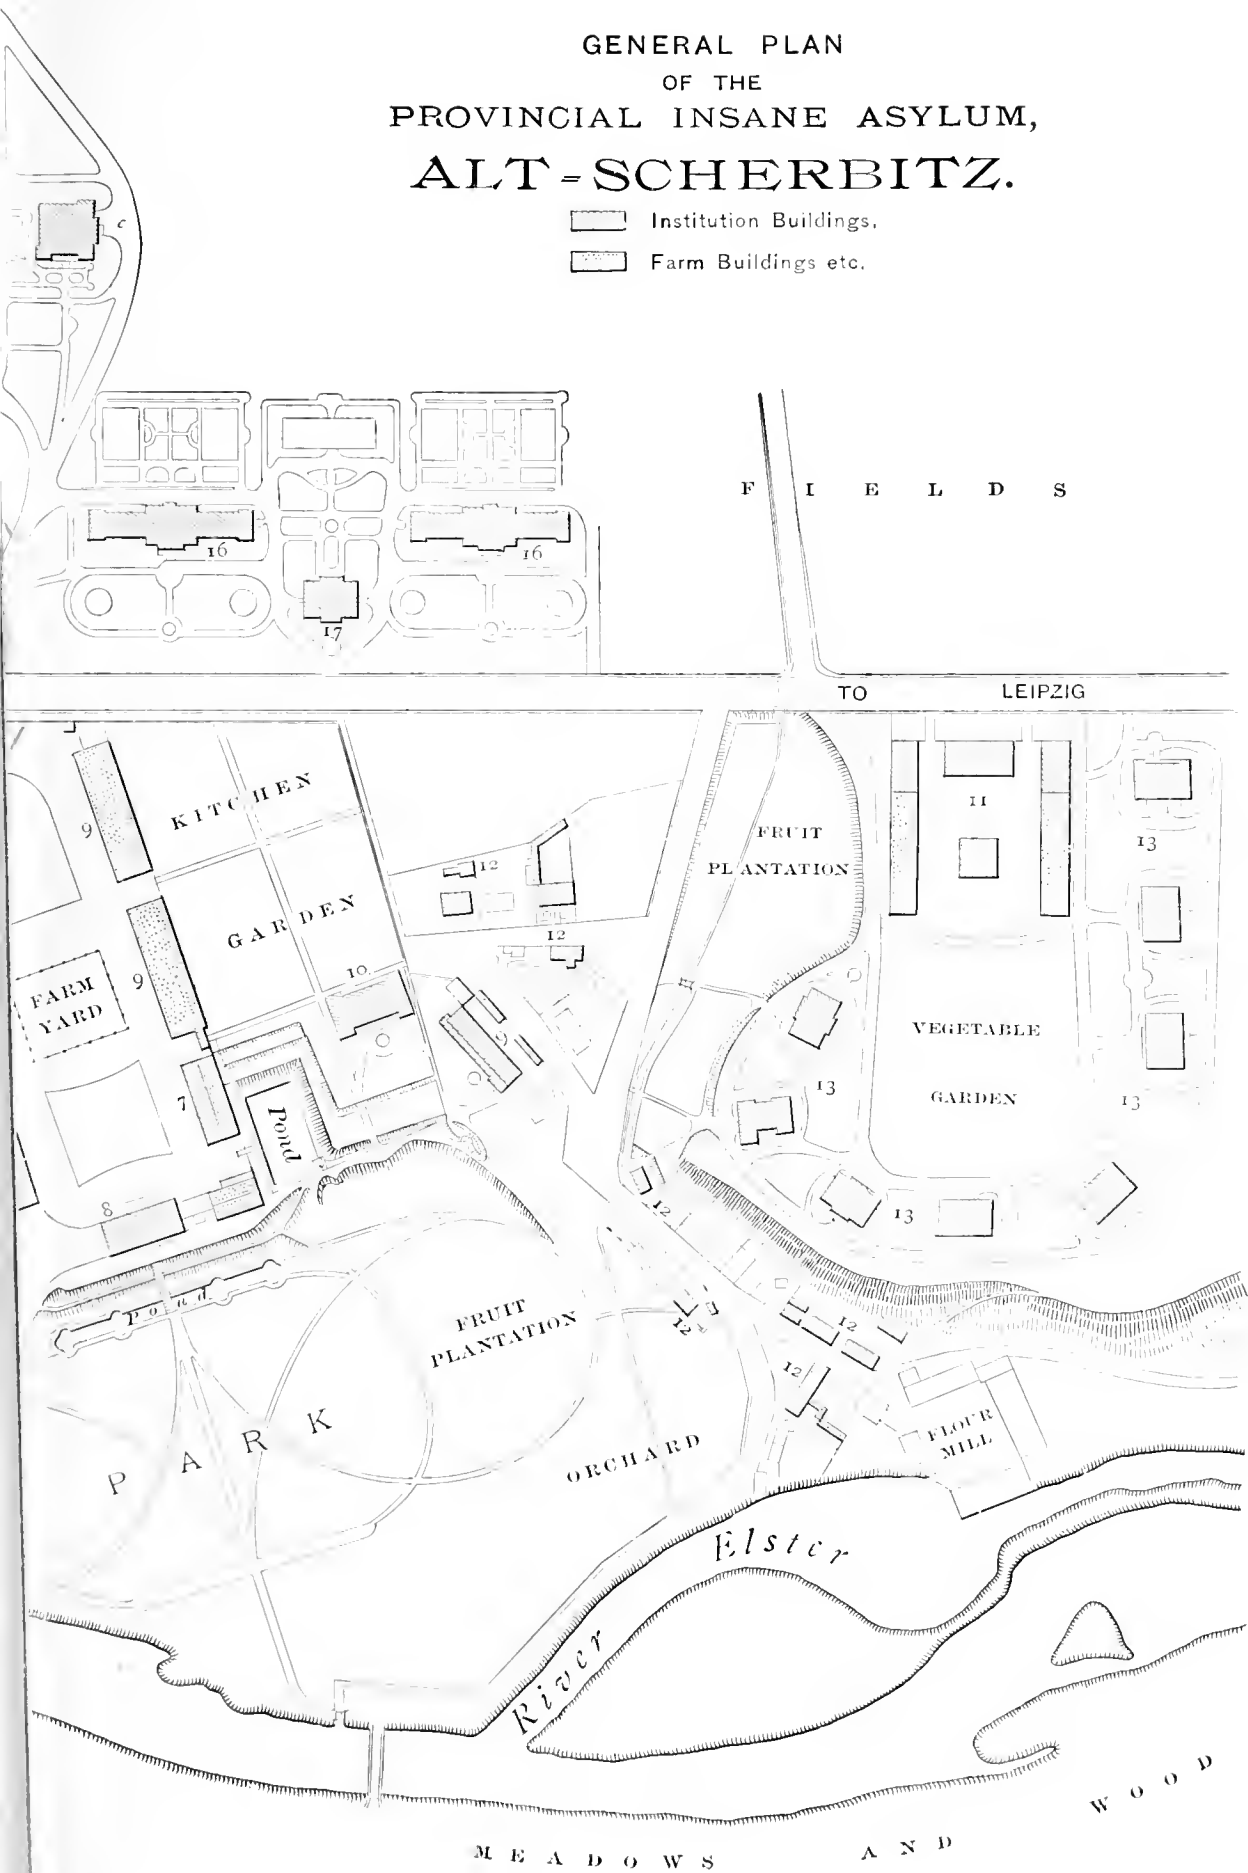 GENERAL PLAN
OF THE
PROVINCIAL INSANE ASYLUM,
ALT=SCHERBITZ.
Institution Buildings.
Farm Buildings etc.
c
FIELDS
16
16
17
TO LEIPZIG
KITCHEN
9
11
FRUIT
PLANTATION
13
12
GARDEN
12
10
9
FARM
YARD
9
VEGETABLE
GARDEN
13
13
7
Pond
8
12
13
Pond
FRUIT
PLANTATION
12
12
12
PARK
ORCHARD
FLOUR
MILL
River Elster
MEADOWS AND WOOD